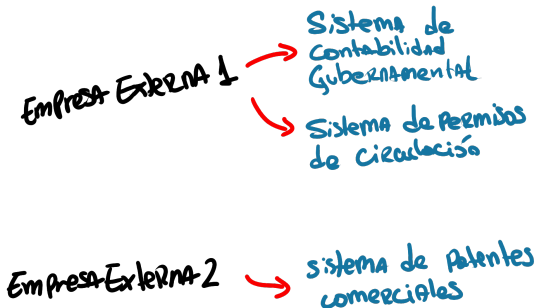 Empresa Externa 1
Sistema de
contabilidad
Gubernamental
Sistema de permisos
de circulación
Empresa Externa 2
sistema de patentes
comerciales